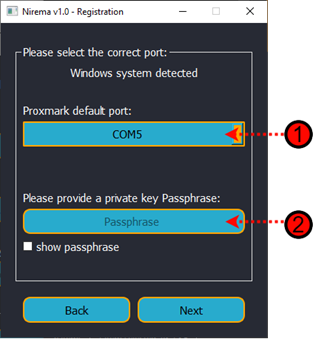 Nirema v1.0 - Registration
Please select the correct port:
Windows system detected
Proxmark default port:
COM5
1
Please provide a private key Passphrase:
Passphrase
2
show passphrase
Back
Next